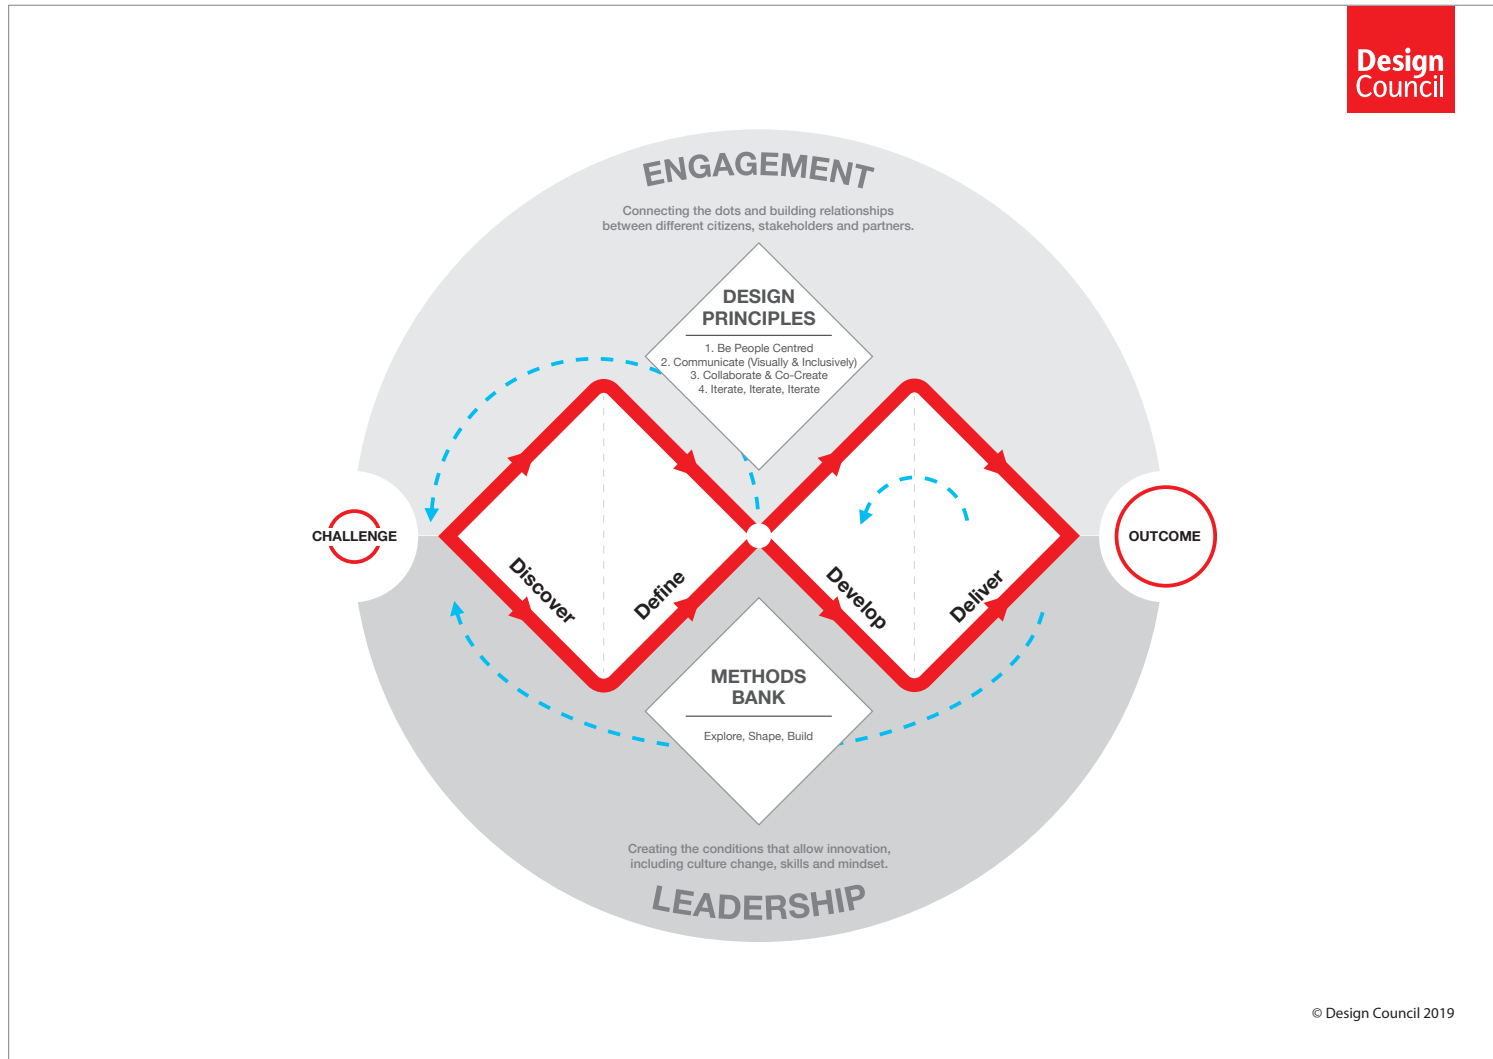 Design
Council
ENGAGEMENT
Connecting the dots and building relationships
between different citizens, stakeholders and partners.
DESIGN
PRINCIPLES
1. Be People Centred
2. Communicate (Visually & Inclusively)
3. Collaborate & Co-Create
4. Iterate, Iterate, Iterate
CHALLENGE
OUTCOME
Discover
Define
Develop
Deliver
METHODS
BANK
Explore, Shape, Build
Creating the conditions that allow innovation,
including culture change, skills and mindset.
LEADERSHIP
© Design Council 2019